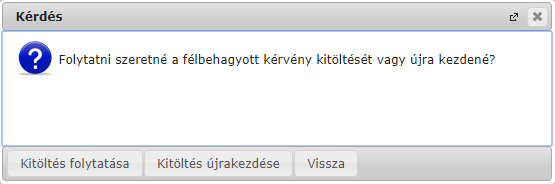 Kérdés
Folytatni szeretné a félbehagyott kérvény kitöltését vagy újra kezdené?
Kitöltés folytatása Kitöltés újrakezdése Vissza